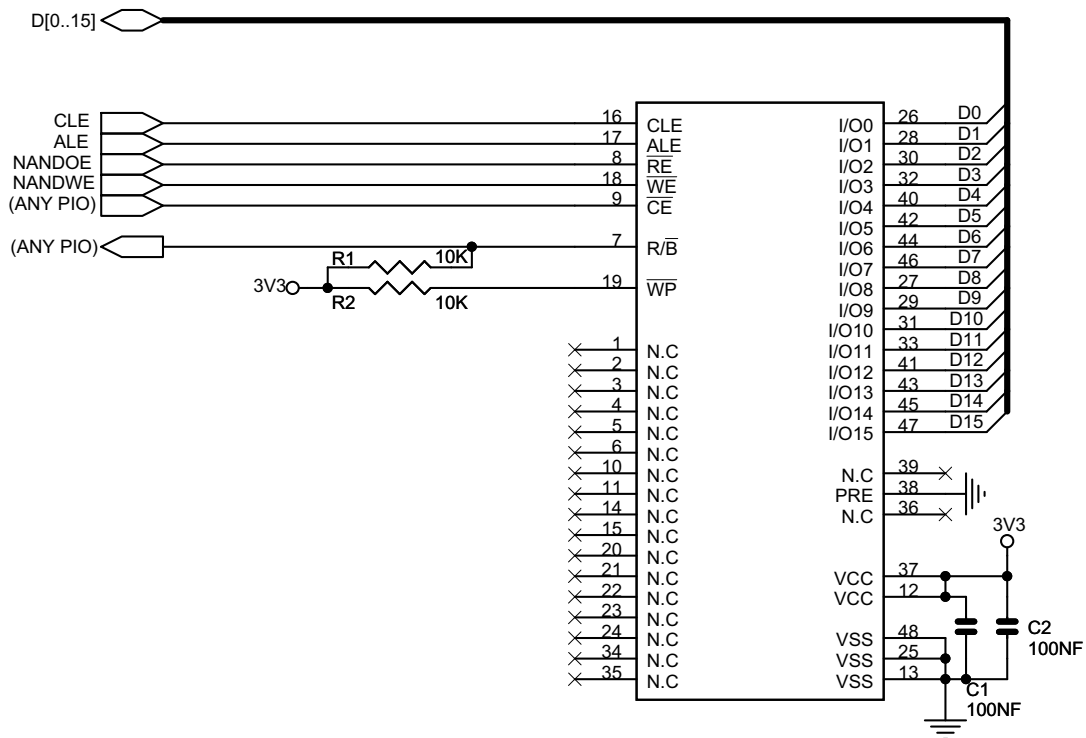 D[0..15]
CLE 16 CLE I/O0 26 D0
ALE 17 ALE I/O1 28 D1
NANDOE 8 RE I/O2 30 D2
NANDWE 18 WE I/O3 32 D3
(ANY PIO) 9 CE I/O4 40 D4
I/O5 42 D5
(ANY PIO) 7 R/B I/O6 44 D6
R1 10K I/O7 46 D7
3V3 19 WP I/O8 27 D8
R2 10K I/O9 29 D9
I/O10 31 D10
1 N.C I/O11 33 D11
2 N.C I/O12 41 D12
3 N.C I/O13 43 D13
4 N.C I/O14 45 D14
5 N.C I/O15 47 D15
6 N.C
10 N.C N.C 39
11 N.C PRE 38
14 N.C N.C 36
3V3
15 N.C
20 N.C
21 N.C VCC 37
22 N.C VCC 12
23 N.C
24 N.C VSS 48
C2
34 N.C VSS 25
100NF
35 N.C VSS 13
C1
100NF